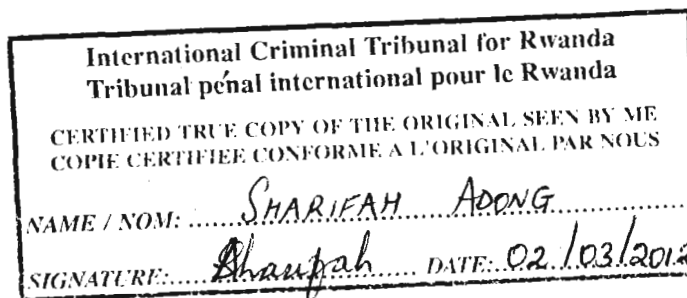 International Criminal Tribunal for Rwanda
Tribunal pénal international pour le Rwanda
CERTIFIED TRUE COPY OF THE ORIGINAL SEEN BY ME
COPIE CERTIFIEE CONFORME A L'ORIGINAL PAR NOUS
NAME / NOM: ...... SHARIFAH ADONG ......
SIGNATURE:..... Sharifah .... DATE: 02/03/2012